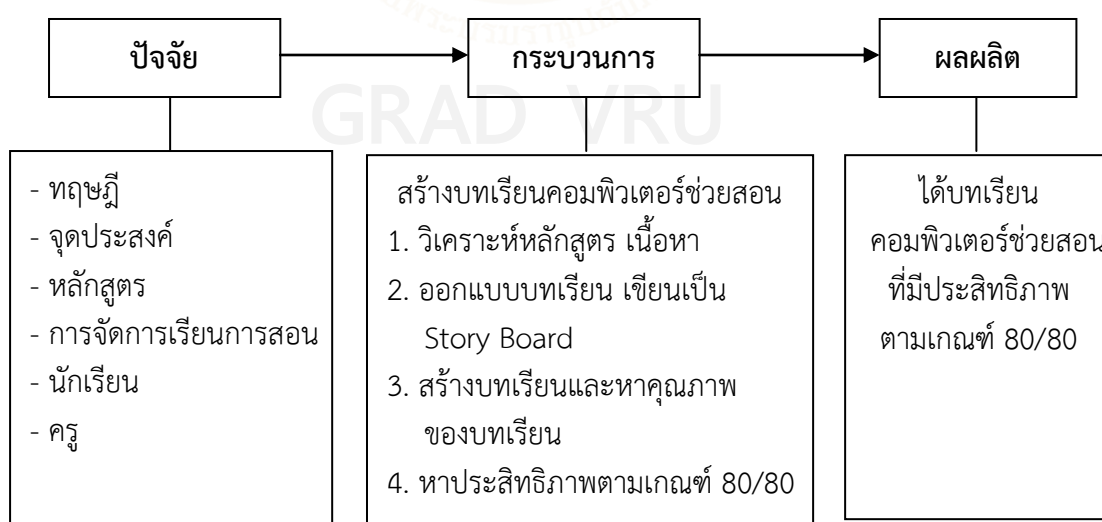 ปัจจัย
กระบวนการ
ผลผลิต
GRAD VRU
- ทฤษฎี
- จุดประสงค์
- หลักสูตร
- การจัดการเรียนการสอน
- นักเรียน
- ครู
สร้างบทเรียนคอมพิวเตอร์ช่วยสอน
1. วิเคราะห์หลักสูตร เนื้อหา
2. ออกแบบบทเรียน เขียนเป็น
Story Board
3. สร้างบทเรียนและหาคุณภาพ
ของบทเรียน
4. หาประสิทธิภาพตามเกณฑ์ 80/80
ได้บทเรียน
คอมพิวเตอร์ช่วยสอน
ที่มีประสิทธิภาพ
ตามเกณฑ์ 80/80